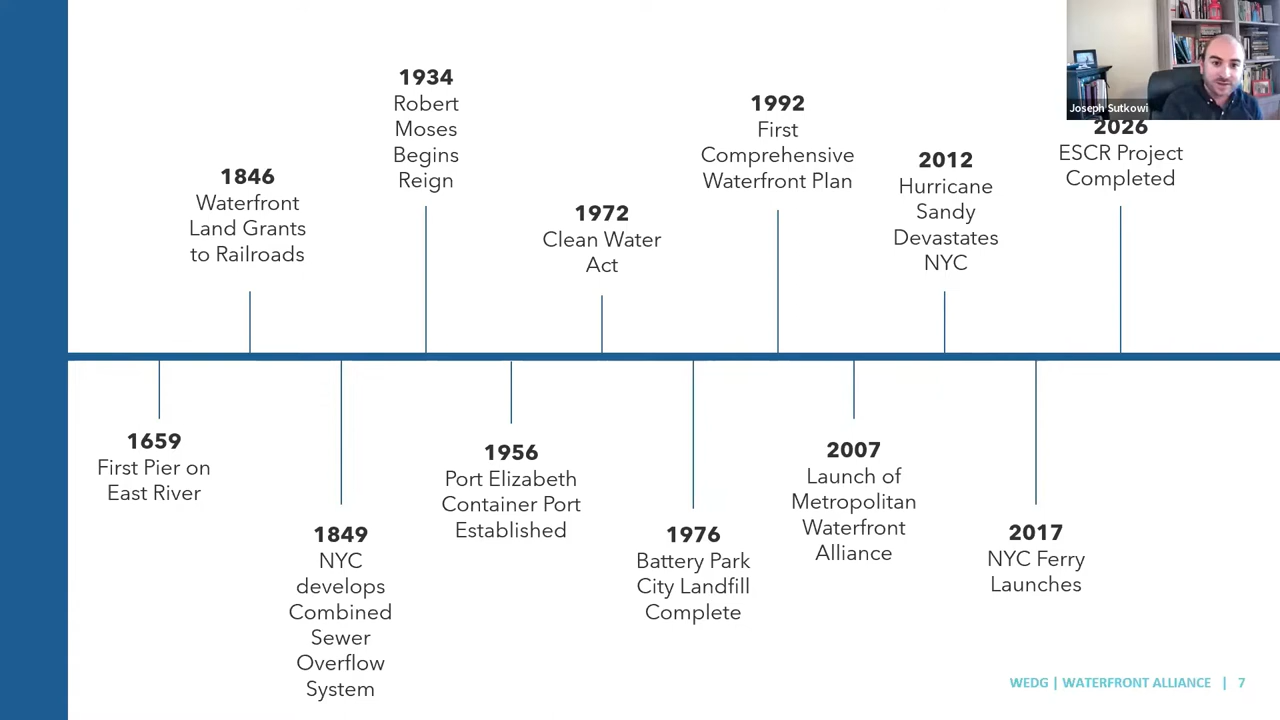 1659
First Pier on
East River
1846
Waterfront
Land Grants
to Railroads
1849
NYC
develops
Combined
Sewer
Overflow
System
1934
Robert
Moses
Begins
Reign
1956
Port Elizabeth
Container Port
Established
1972
Clean Water
Act
1976
Battery Park
City Landfill
Complete
1992
First
Comprehensive
Waterfront Plan
2007
Launch of
Metropolitan
Waterfront
Alliance
2012
Hurricane
Sandy
Devastates
NYC
2017
NYC Ferry
Launches
Joseph Sutkowi
2026
ESCR Project
Completed
WEDG | WATERFRONT ALLIANCE | 7